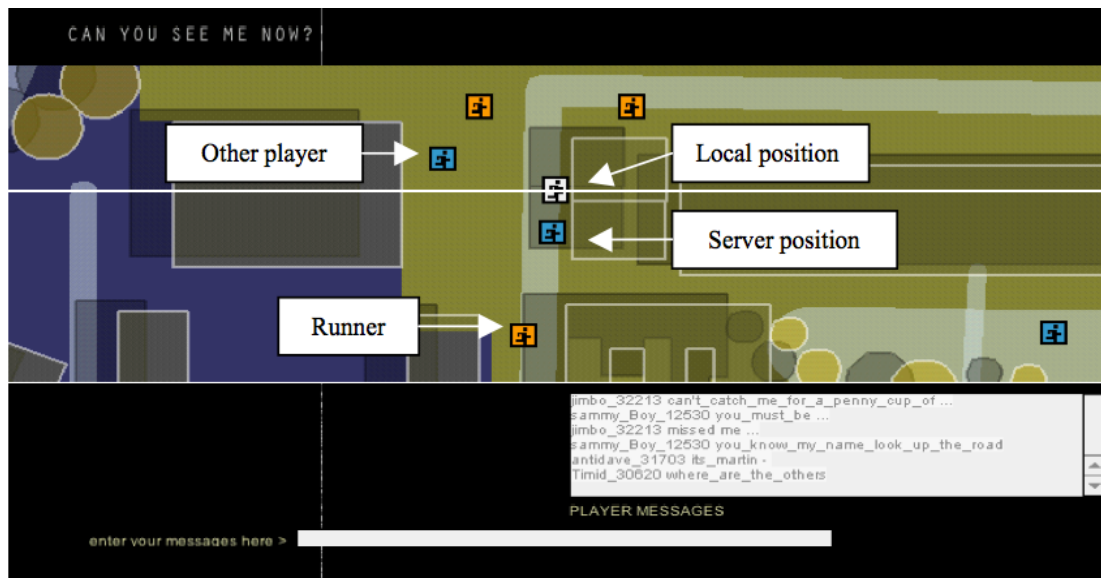 CAN YOU SEE ME NOW?
Other player
Local position
Server position
Runner
jimbo_32213 can't_catch_me_for_a_penny_cup_of ...
sammy_Boy_12530 you_must_be ...
jimbo_32213 missed me ...
sammy_Boy_12530 you_know_my_name_look_up_the_road
antidave_31703 its_martin -
Timid_30620 where_are_the_others
PLAYER MESSAGES
enter your messages here >